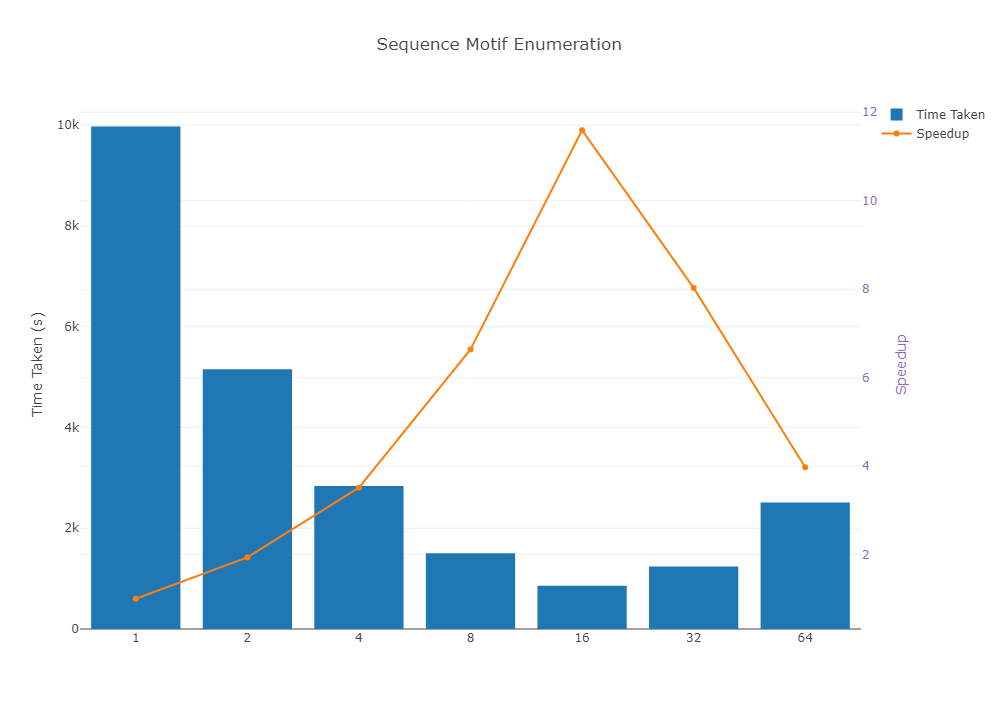 Sequence Motif Enumeration
Time Taken
Speedup
Time Taken (s)
10k
8k
6k
4k
2k
0
12
10
8
6
4
2
Speedup
1 2 4 8 16 32 64